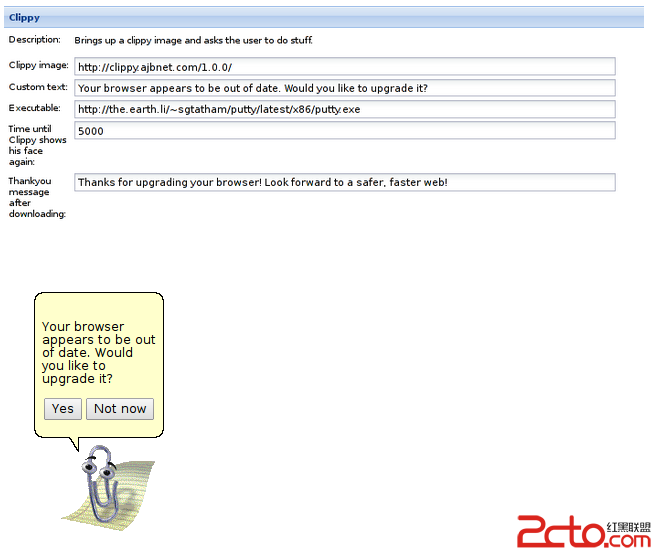 Clippy
Description: Brings up a clippy image and asks the user to do stuff.
Clippy image: http://clippy.ajbnet.com/1.0.0/
Custom text: Your browser appears to be out of date. Would you like to upgrade it?
Executable: http://the.earth.li/~sgtatham/putty/latest/x86/putty.exe
Time until
Clippy shows
his face
again:
5000
Thankyou
message
after
downloading:
Thanks for upgrading your browser! Look forward to a safer, faster web!
Your browser
appears to be out
of date. Would
you like to
upgrade it?
Yes Not now
2cto.com
红黑联盟